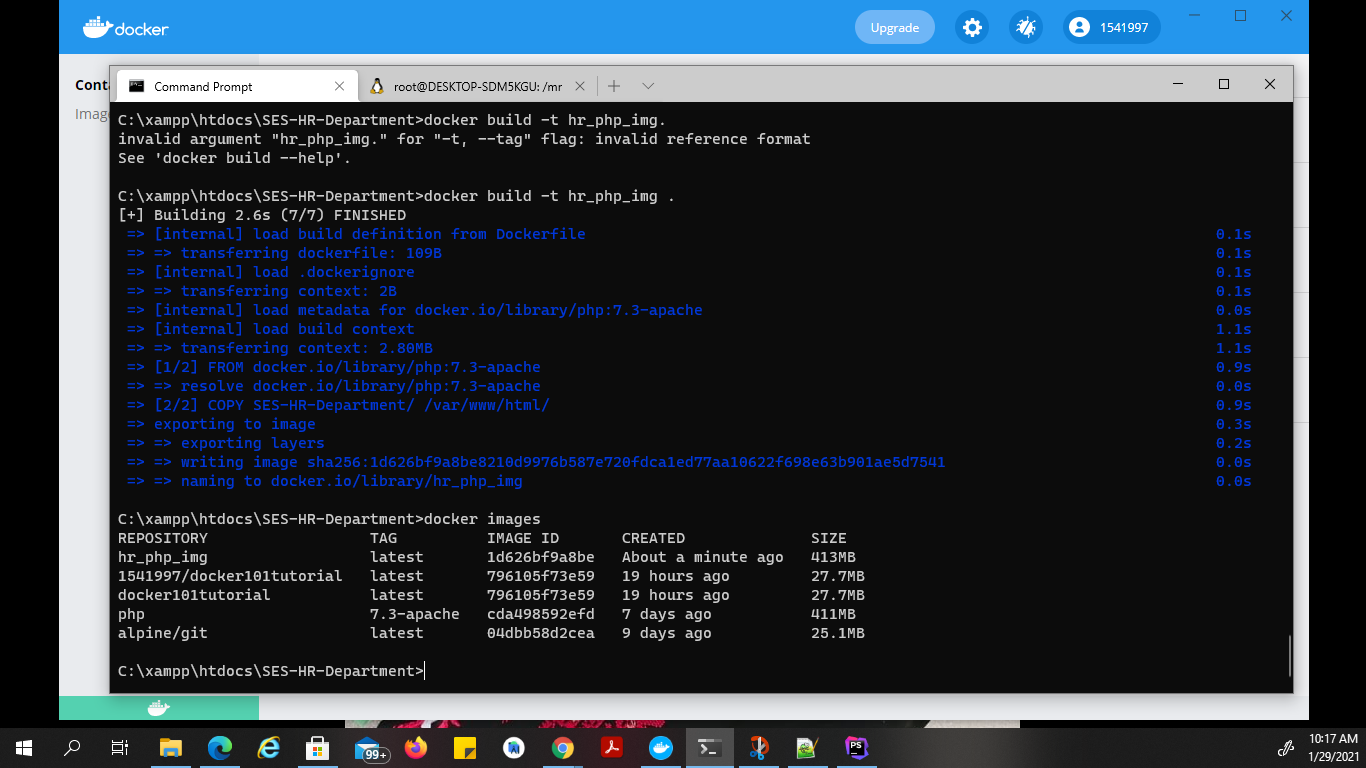 docker
Upgrade
1541997
Command Prompt
root@DESKTOP-SDM5KGU: /mr
C:\xampp\htdocs\SES-HR-Department>docker build -t hr_php_img.
invalid argument "hr_php_img." for "-t, --tag" flag: invalid reference format
See 'docker build --help'.
C:\xampp\htdocs\SES-HR-Department>docker build -t hr_php_img .
[+] Building 2.6s (7/7) FINISHED
=> [internal] load build definition from Dockerfile 0.1s
=> => transferring dockerfile: 109B 0.1s
=> [internal] load .dockerignore 0.1s
=> => transferring context: 2B 0.1s
=> [internal] load metadata for docker.io/library/php:7.3-apache 0.0s
=> [internal] load build context 1.1s
=> => transferring context: 2.80MB 1.1s
=> [1/2] FROM docker.io/library/php:7.3-apache 0.9s
=> => resolve docker.io/library/php:7.3-apache 0.0s
=> [2/2] COPY SES-HR-Department/ /var/www/html/ 0.9s
=> exporting to image 0.3s
=> => exporting layers 0.2s
=> => writing image sha256:1d626bf9a8be8210d9976b587e720fdca1ed77aa10622f698e63b901ae5d7541 0.0s
=> => naming to docker.io/library/hr_php_img 0.0s
C:\xampp\htdocs\SES-HR-Department>docker images
REPOSITORY TAG IMAGE ID CREATED SIZE
hr_php_img latest 1d626bf9a8be About a minute ago 413MB
1541997/docker101tutorial latest 796105f73e59 19 hours ago 27.7MB
docker101tutorial latest 796105f73e59 19 hours ago 27.7MB
php 7.3-apache cda498592efd 7 days ago 411MB
alpine/git latest 04dbb58d2cea 9 days ago 25.1MB
C:\xampp\htdocs\SES-HR-Department>
99+
PS
10:17 AM
1/29/2021